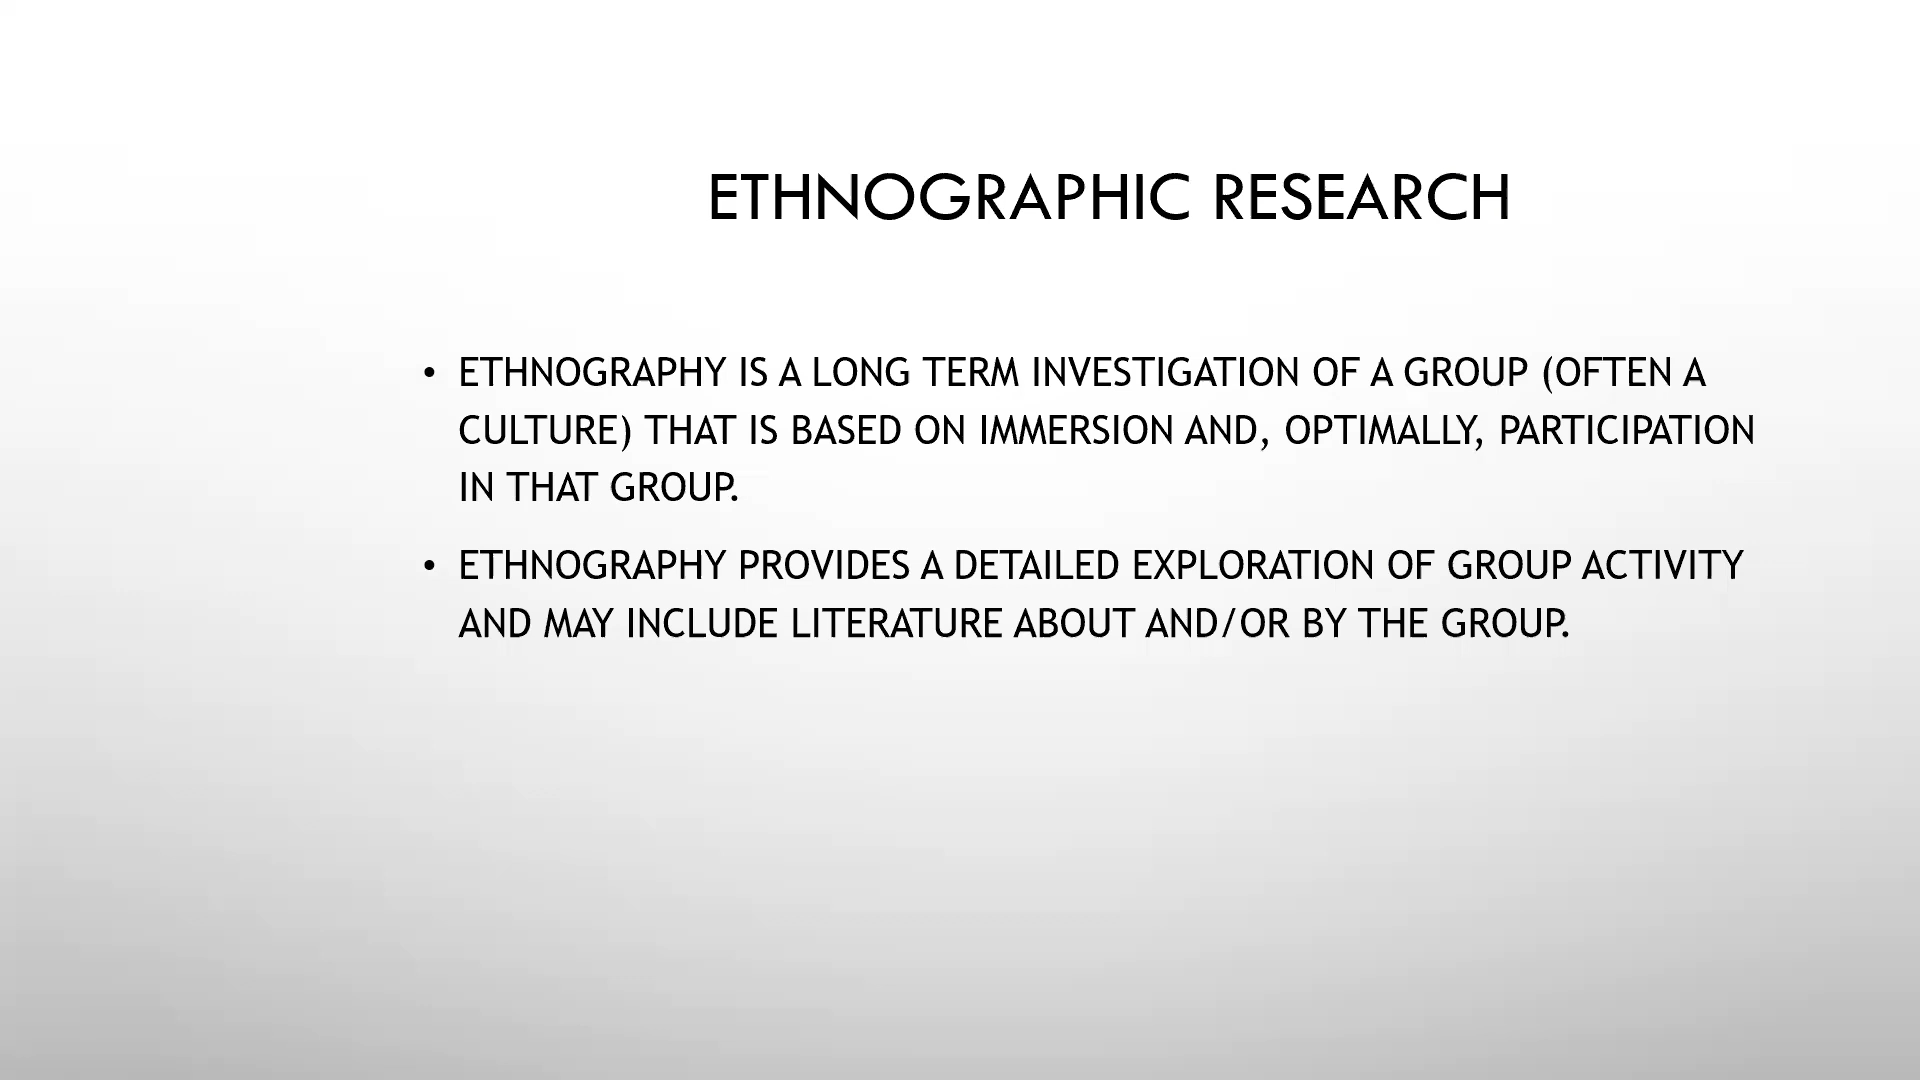 ETHNOGRAPHIC RESEARCH
• ETHNOGRAPHY IS A LONG TERM INVESTIGATION OF A GROUP (OFTEN A
CULTURE) THAT IS BASED ON IMMERSION AND, OPTIMALLY, PARTICIPATION
IN THAT GROUP.
• ETHNOGRAPHY PROVIDES A DETAILED EXPLORATION OF GROUP ACTIVITY
AND MAY INCLUDE LITERATURE ABOUT AND/OR BY THE GROUP.